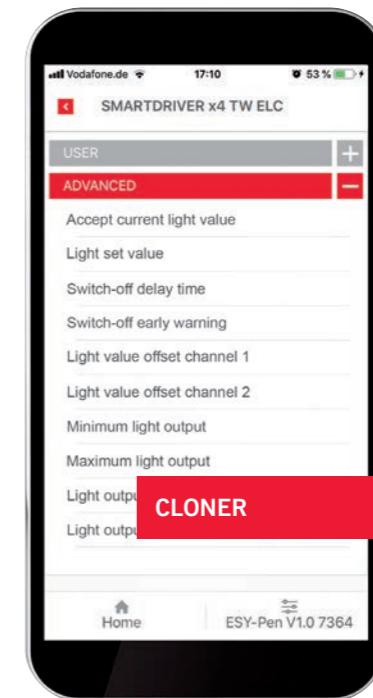 Vodafone.de 17:10 53 %
SMARTDRIVER x4 TW ELC
USER
ADVANCED
Accept current light value
Light set value
Switch-off delay time
Switch-off early warning
Light value offset channel 1
Light value offset channel 2
Minimum light output
Maximum light output
Light
CLONER
Light
Home ESY-Pen V1.0 7364